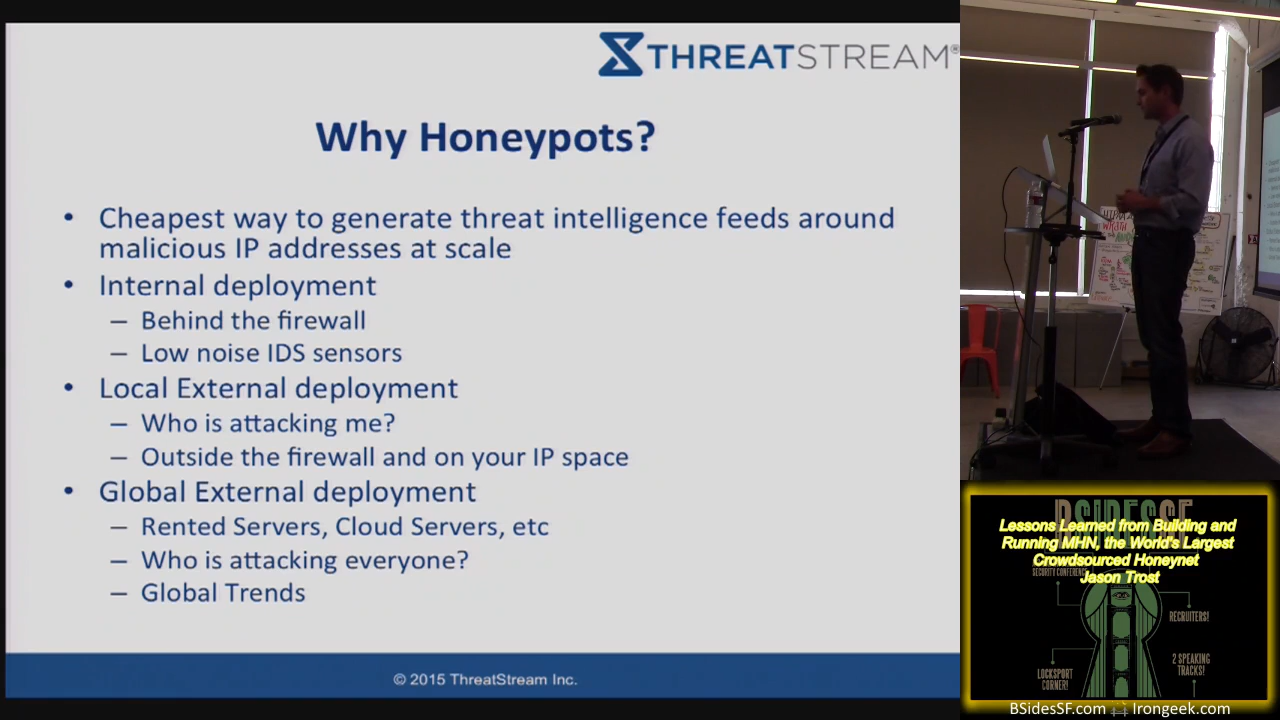 THREATSTREAM®
Why Honeypots?
• Cheapest way to generate threat intelligence feeds around
malicious IP addresses at scale
• Internal deployment
– Behind the firewall
– Low noise IDS sensors
• Local External deployment
– Who is attacking me?
– Outside the firewall and on your IP space
• Global External deployment
– Rented Servers, Cloud Servers, etc
– Who is attacking everyone?
– Global Trends
© 2015 ThreatStream Inc.
BSIDESSF
Lessons Learned from Building and
Running MHN, the World's Largest
Crowdsourced Honeynet
Jason Trost
SECURITY CONFERENCE
RECRUITERS!
2 SPEAKING
TRACKS!
LOCKSPORT
CORNER!
BSidesSF.com Irongeek.com